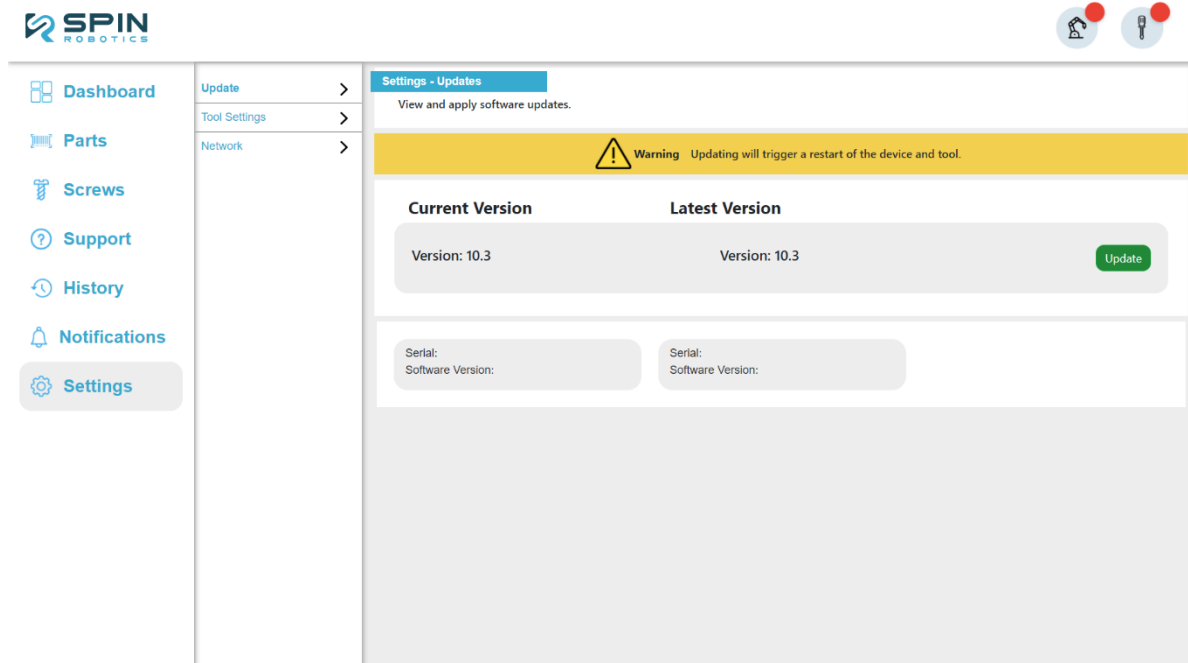 SPIN
ROBOTICS
Dashboard
Parts
Screws
Support
History
Notifications
Settings
Update
Tool Settings
Network
Settings - Updates
View and apply software updates.
Warning Updating will trigger a restart of the device and tool.
Current Version Latest Version
Version: 10.3 Version: 10.3 Update
Serial:
Software Version:
Serial:
Software Version: